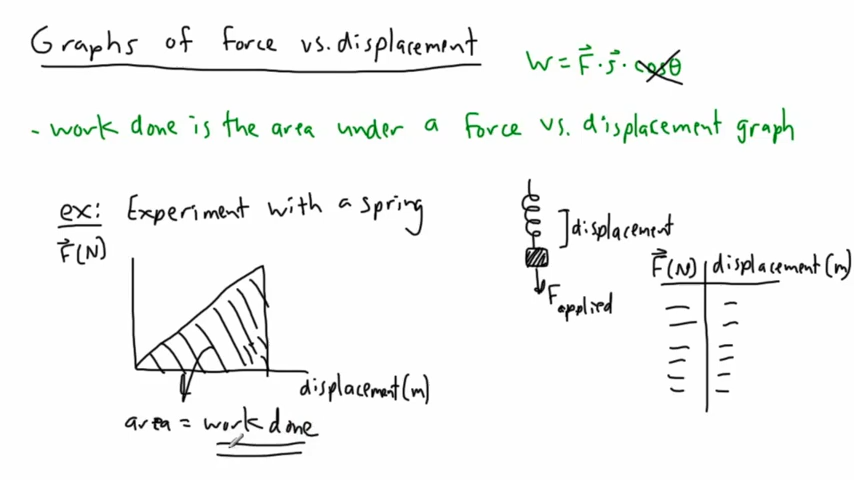 Graphs of force vs. displacement
W = F⃗ · s⃗ · cosθ
- work done is the area under a force vs. displacement graph
ex: Experiment with a spring
F⃗(N)
displacement(m)
area = work done
displacement
Fapplied
F⃗(N) displacement(m)